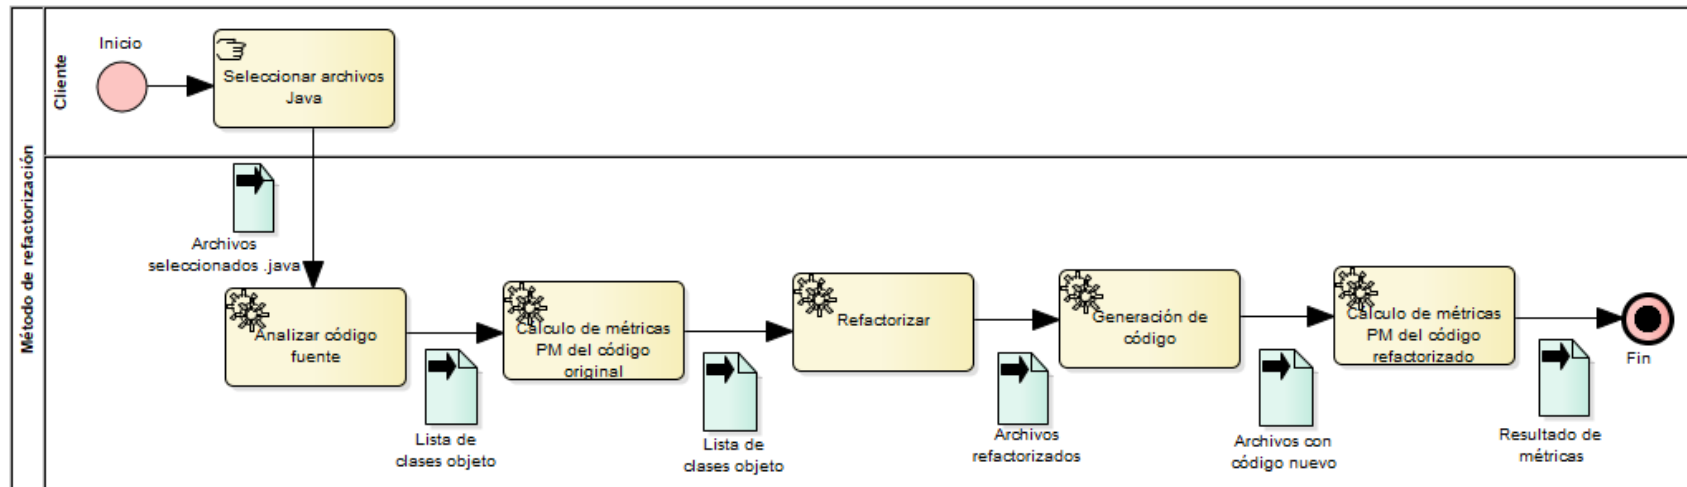 Método de refactorización
Cliente
Inicio
Seleccionar archivos
Java
Archivos
seleccionados .java
Analizar código
fuente
Lista de
clases objeto
Calculo de métricas
PM del código
original
Lista de
clases objeto
Refactorizar
Archivos
refactorizados
Generación de
código
Archivos con
código nuevo
Calculo de métricas
PM del código
refactorizado
Resultado de
métricas
Fin